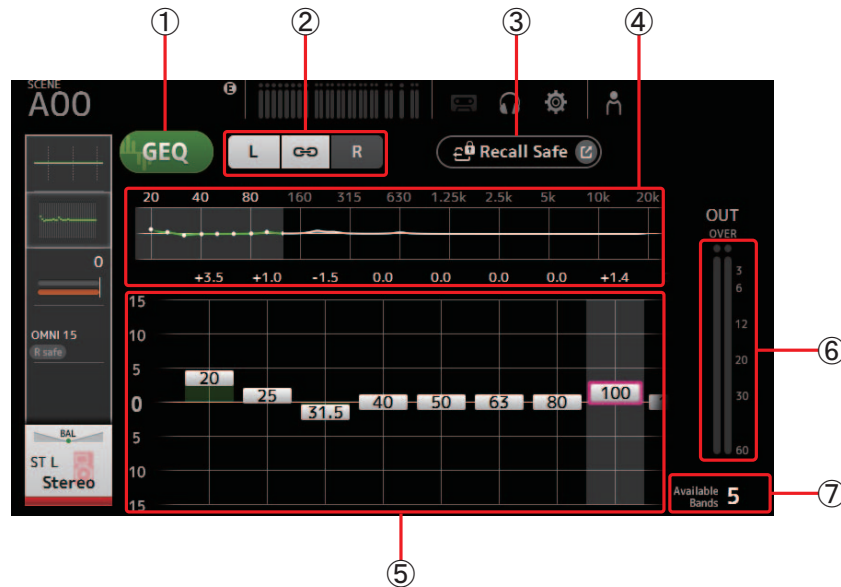 ① ② ③ ④
SCENE
A00
E
GEQ
L
R
Recall Safe
20 40 80 160 315 630 1.25k 2.5k 5k 10k 20k
+3.5 +1.0 -1.5 0.0 0.0 0.0 0.0 +1.4
0
OMNI 15
R safe
BAL
ST L
Stereo
15
10
5
0
5
10
15
20 25 31.5 40 50 63 80 100
OUT
OVER
3
6
12
20
30
60
⑥
Available
Bands 5
⑦
⑤